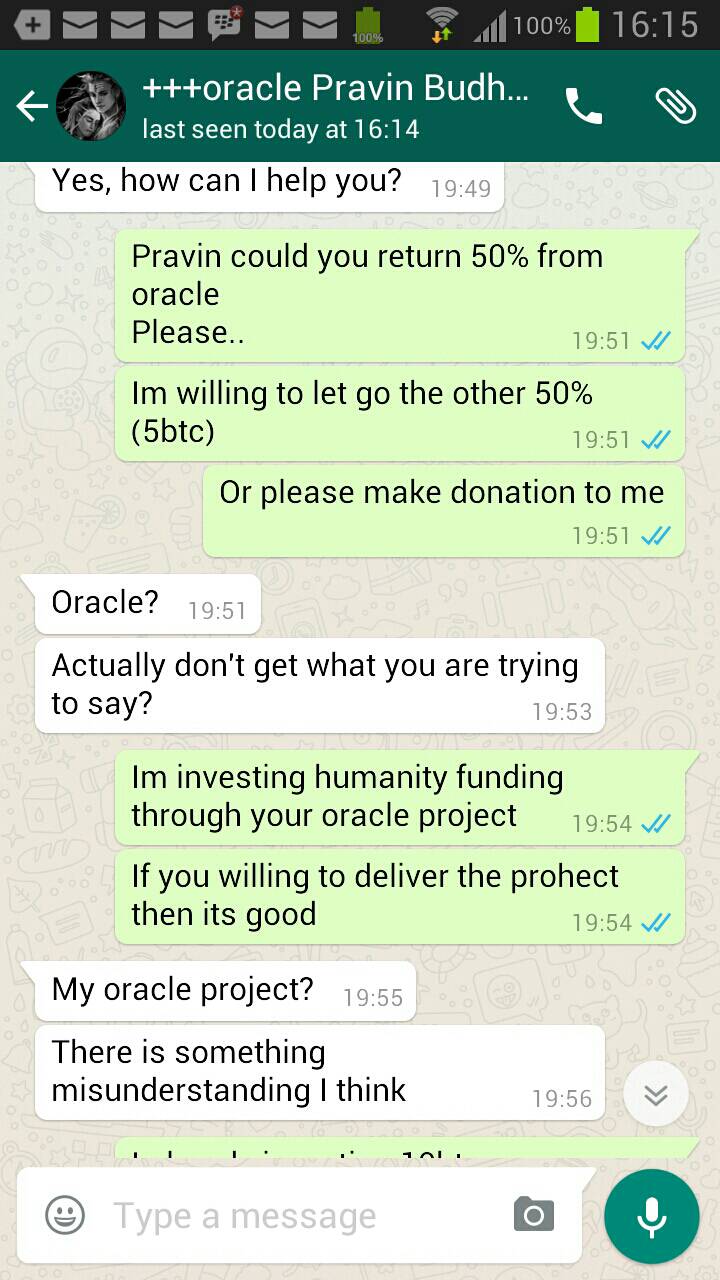 100%
100%
16:15
+++oracle Pravin Budh...
last seen today at 16:14
Yes, how can I help you?
19:49
Pravin could you return 50% from
oracle
Please..
19:51
Im willing to let go the other 50%
(5btc)
19:51
Or please make donation to me
19:51
Oracle?
19:51
Actually don't get what you are trying
to say?
19:53
Im investing humanity funding
through your oracle project
19:54
If you willing to deliver the prohect
then its good
19:54
My oracle project?
19:55
There is something
misunderstanding I think
19:56
Type a message